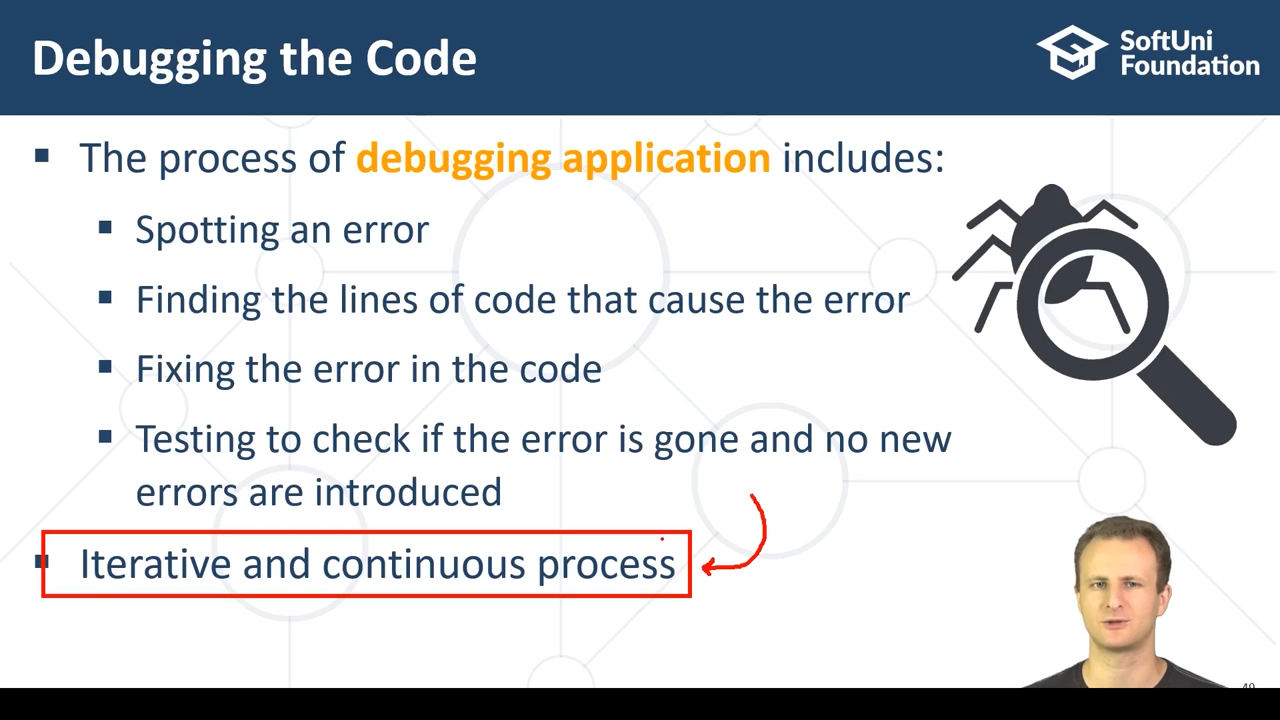 Debugging the Code
SoftUni
Foundation
The process of debugging application includes:
Spotting an error
Finding the lines of code that cause the error
Fixing the error in the code
Testing to check if the error is gone and no new
errors are introduced
Iterative and continuous process